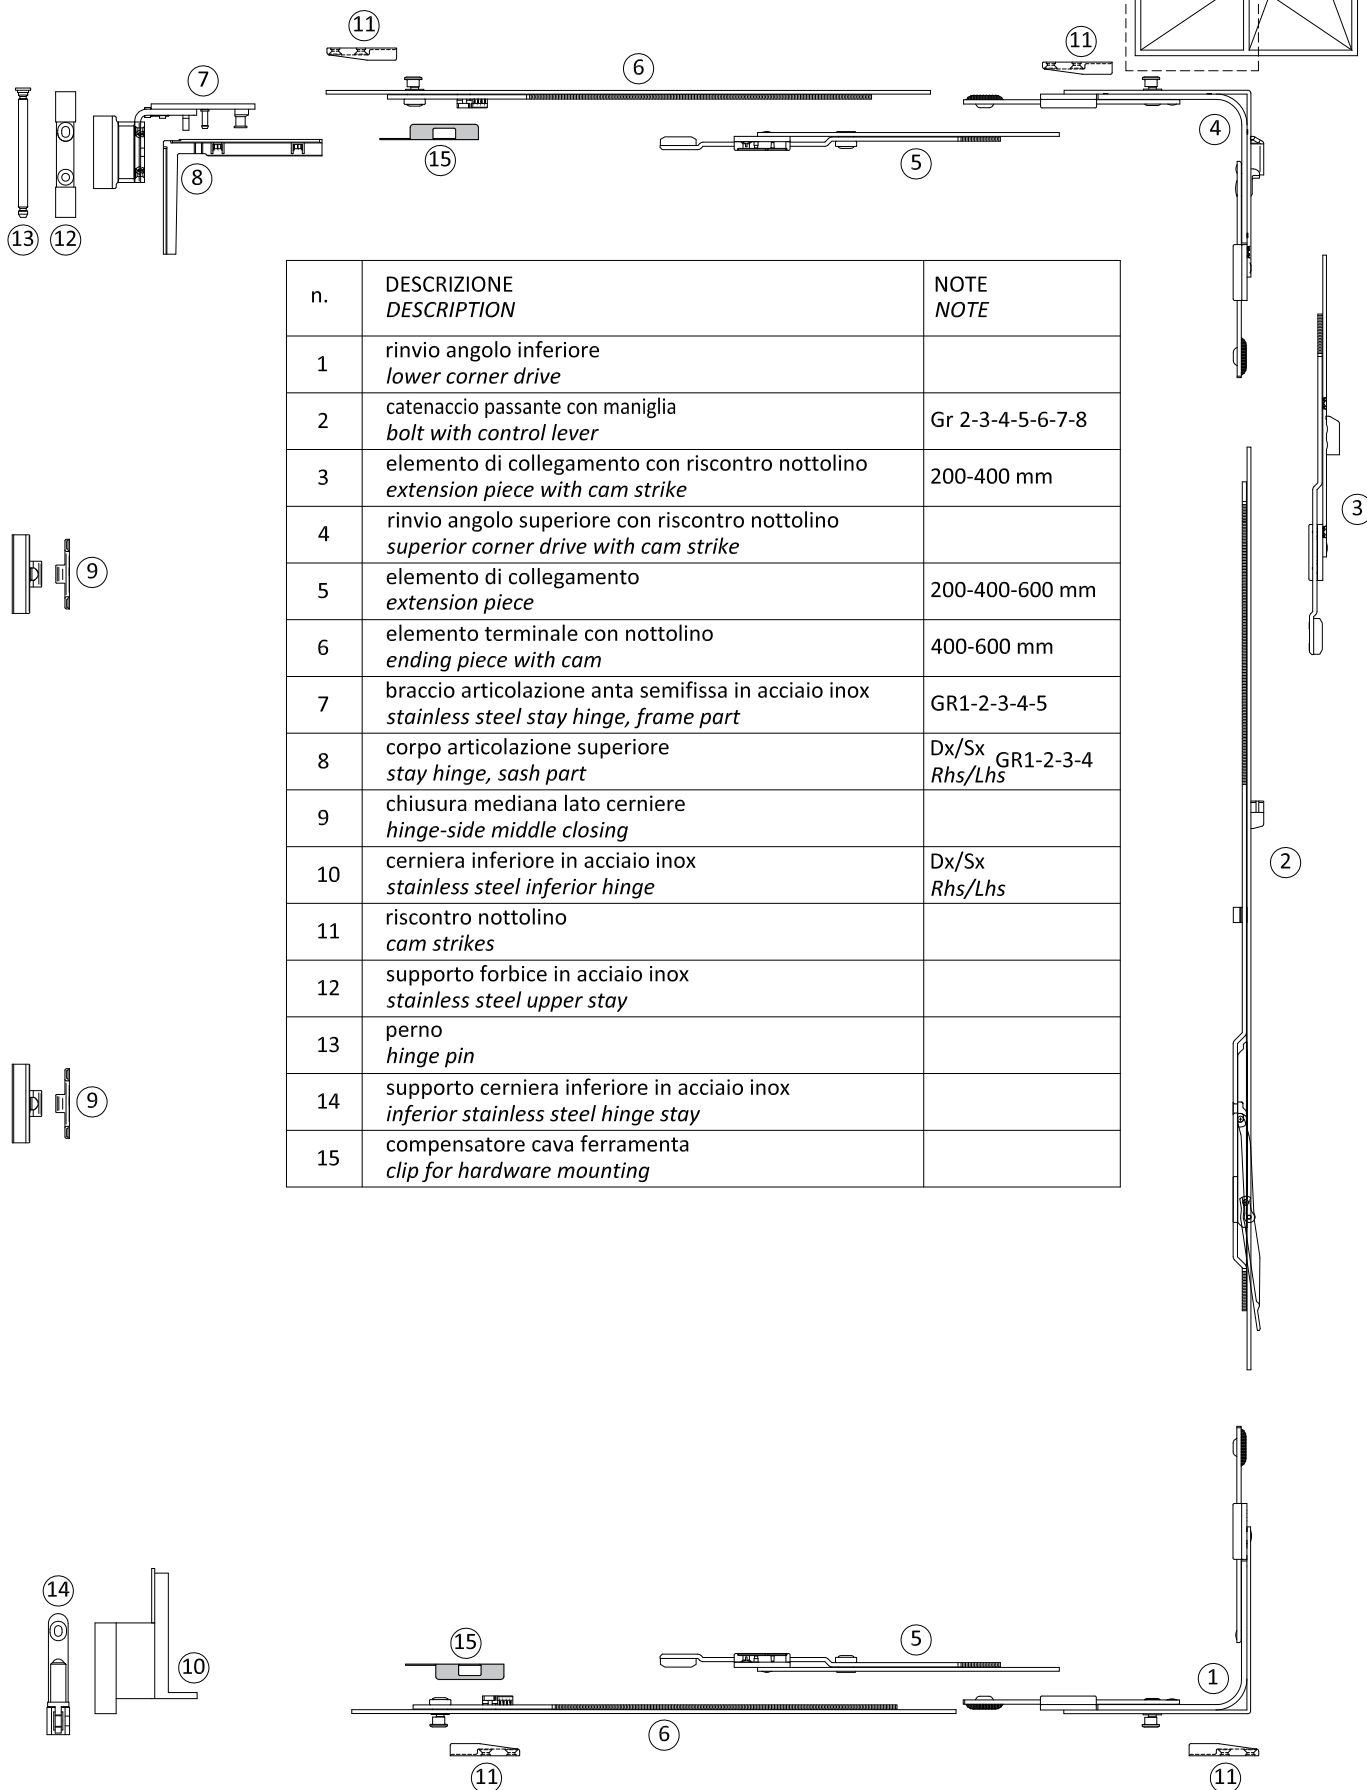 11
11
6
7
4
15
5
8
13
12
n.
DESCRIZIONE
DESCRIPTION
NOTE
NOTE
1
rinvio angolo inferiore
lower corner drive
2
catenaccio passante con maniglia
bolt with control lever
Gr 2-3-4-5-6-7-8
3
elemento di collegamento con riscontro nottolino
extension piece with cam strike
200-400 mm
4
rinvio angolo superiore con riscontro nottolino
superior corner drive with cam strike
5
elemento di collegamento
extension piece
200-400-600 mm
6
elemento terminale con nottolino
ending piece with cam
400-600 mm
7
braccio articolazione anta semifissa in acciaio inox
stainless steel stay hinge, frame part
GR1-2-3-4-5
8
corpo articolazione superiore
stay hinge, sash part
Dx/Sx
Rhs/Lhs
GR1-2-3-4
9
chiusura mediana lato cerniere
hinge-side middle closing
10
cerniera inferiore in acciaio inox
stainless steel inferior hinge
Dx/Sx
Rhs/Lhs
11
riscontro nottolino
cam strikes
12
supporto forbice in acciaio inox
stainless steel upper stay
13
perno
hinge pin
14
supporto cerniera inferiore in acciaio inox
inferior stainless steel hinge stay
15
compensatore cava ferramenta
clip for hardware mounting
3
9
2
9
14
10
15
5
1
6
11
11